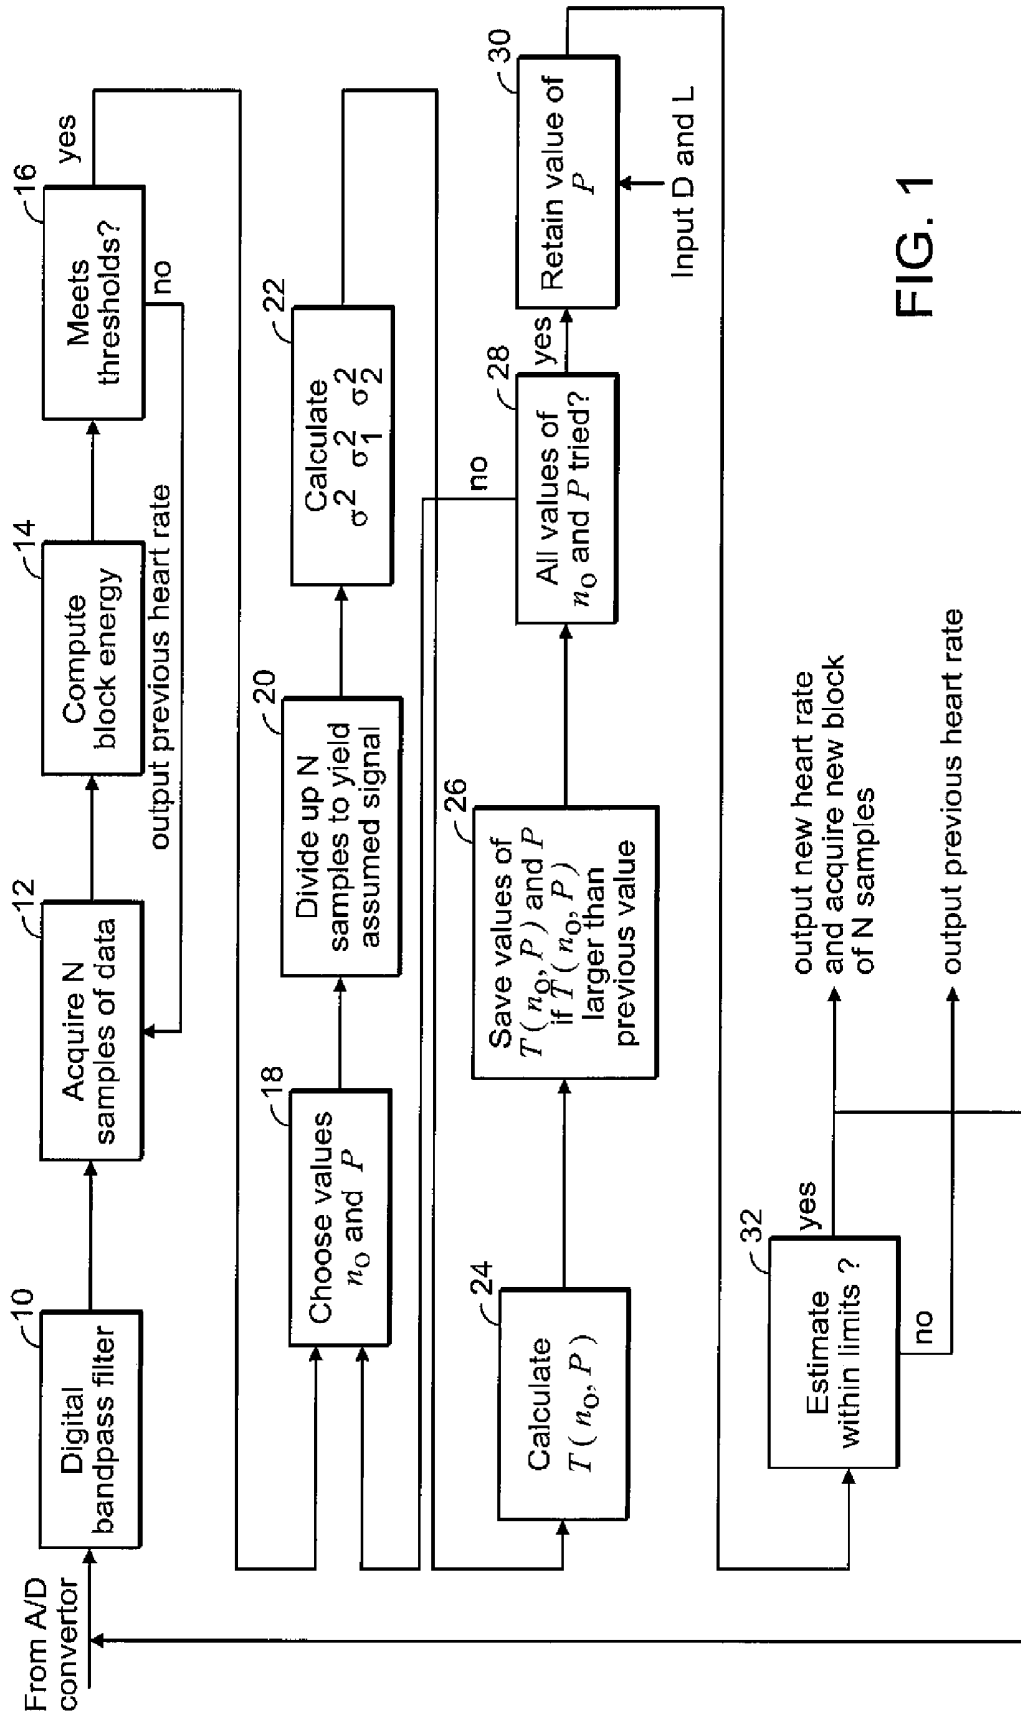 From A/D
convertor
10
Digital
bandpass filter
12
Acquire N
samples of data
14
Compute
block energy
16
Meets
thresholds?
yes
no
output previous heart rate
18
Choose values
n₀ and P
20
Divide up N
samples to yield
assumed signal
22
Calculate
σ² σ₁² σ₂²
24
Calculate
T ( n₀, P )
26
Save values of
T ( n₀, P ) and P
if T ( n₀, P )
larger than
previous value
28
All values of
n₀ and P tried?
no
yes
30
Retain value of
P
Input D and L
32
Estimate
within limits ?
yes
no
output new heart rate
and acquire new block
of N samples
output previous heart rate
FIG. 1